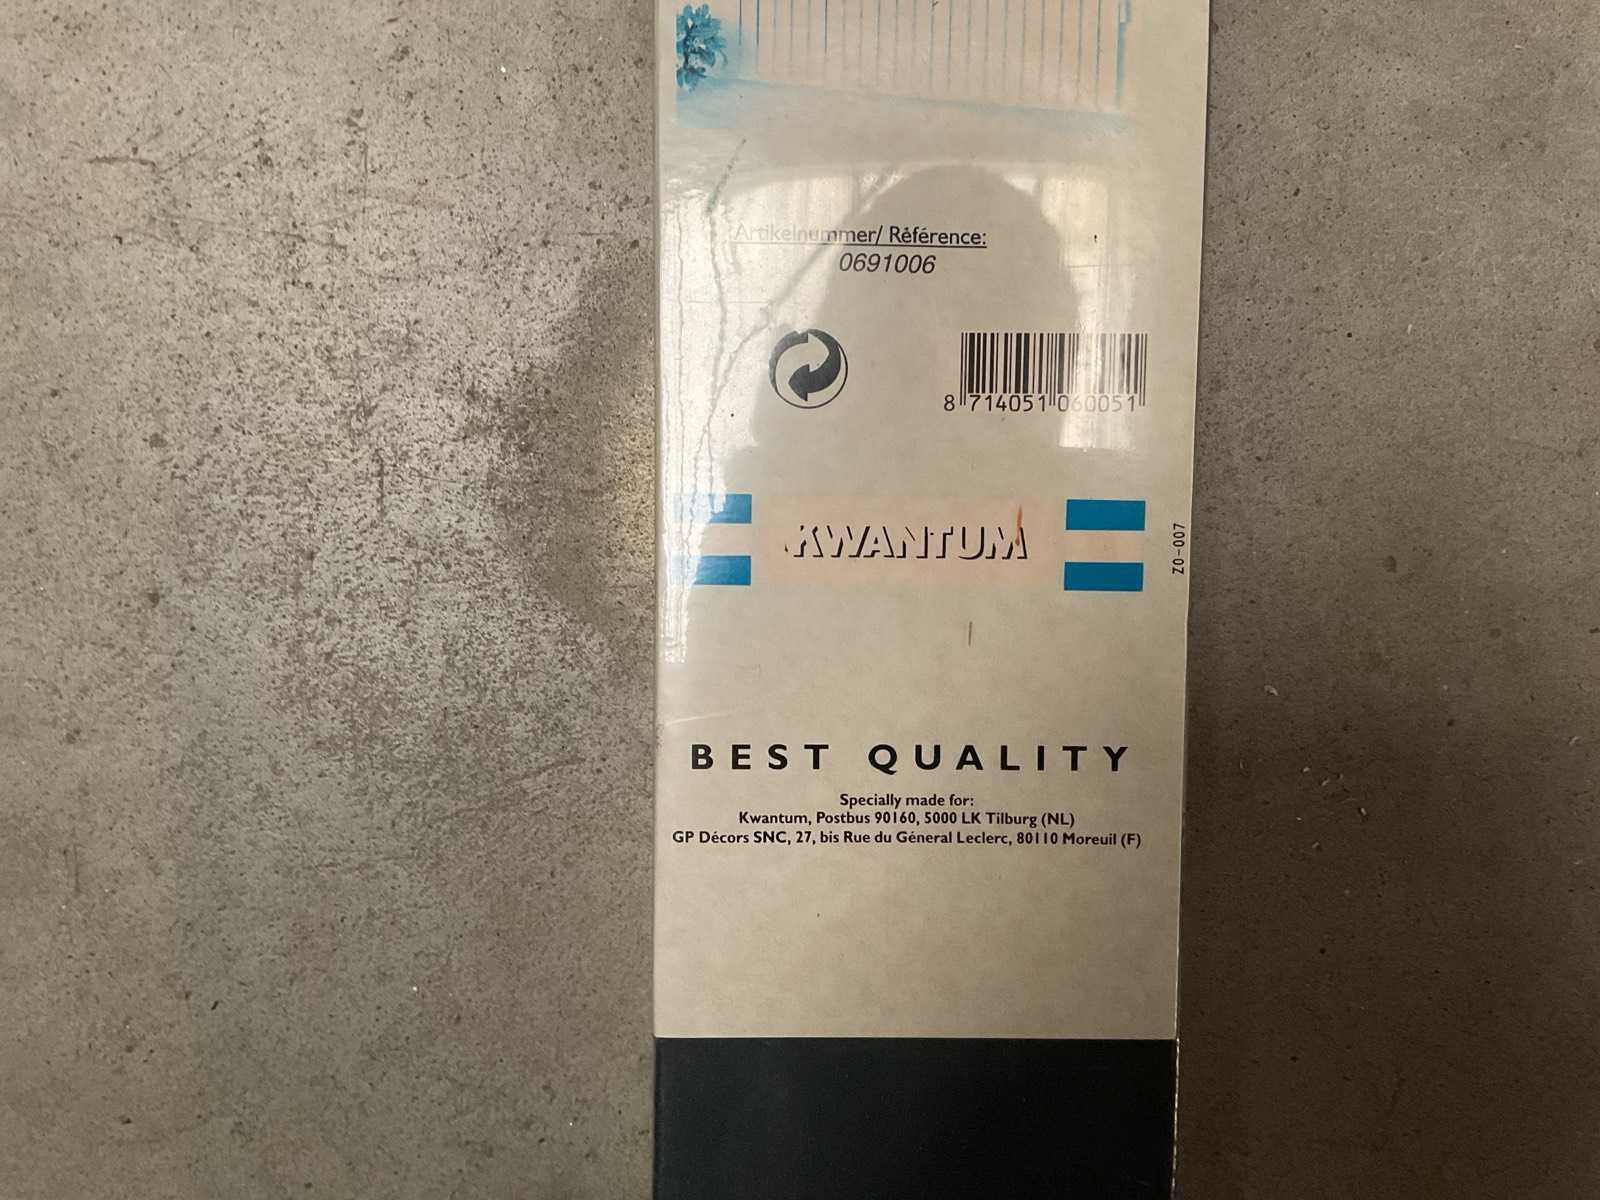 Artikelnummer/ Référence:
0691006
8 714051 060051
KWANTUM
ZO-007
BEST QUALITY
Specially made for:
Kwantum, Postbus 90160, 5000 LK Tilburg (NL)
GP Décors SNC, 27, bis Rue du Géneral Leclerc, 80110 Moreuil (F)